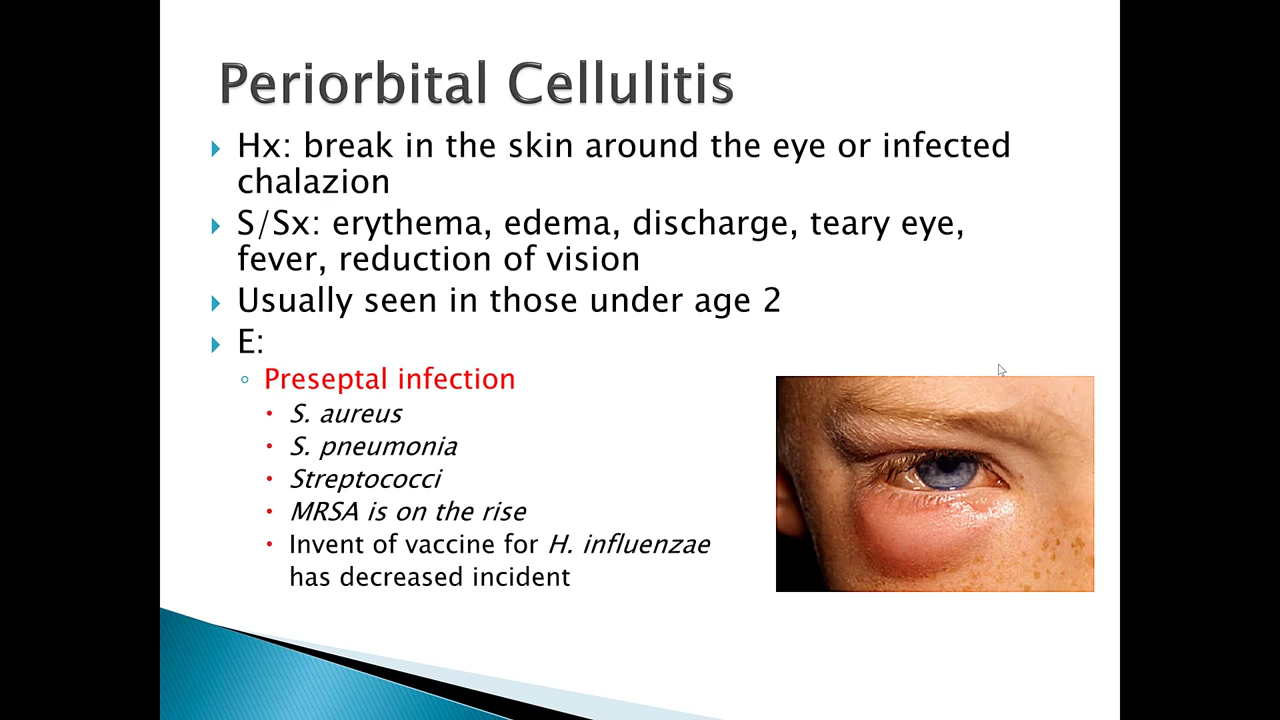 Periorbital Cellulitis
Hx: break in the skin around the eye or infected
chalazion
S/Sx: erythema, edema, discharge, teary eye,
fever, reduction of vision
Usually seen in those under age 2
E:
Preseptal infection
S. aureus
S. pneumonia
Streptococci
MRSA is on the rise
Invent of vaccine for H. influenzae
has decreased incident